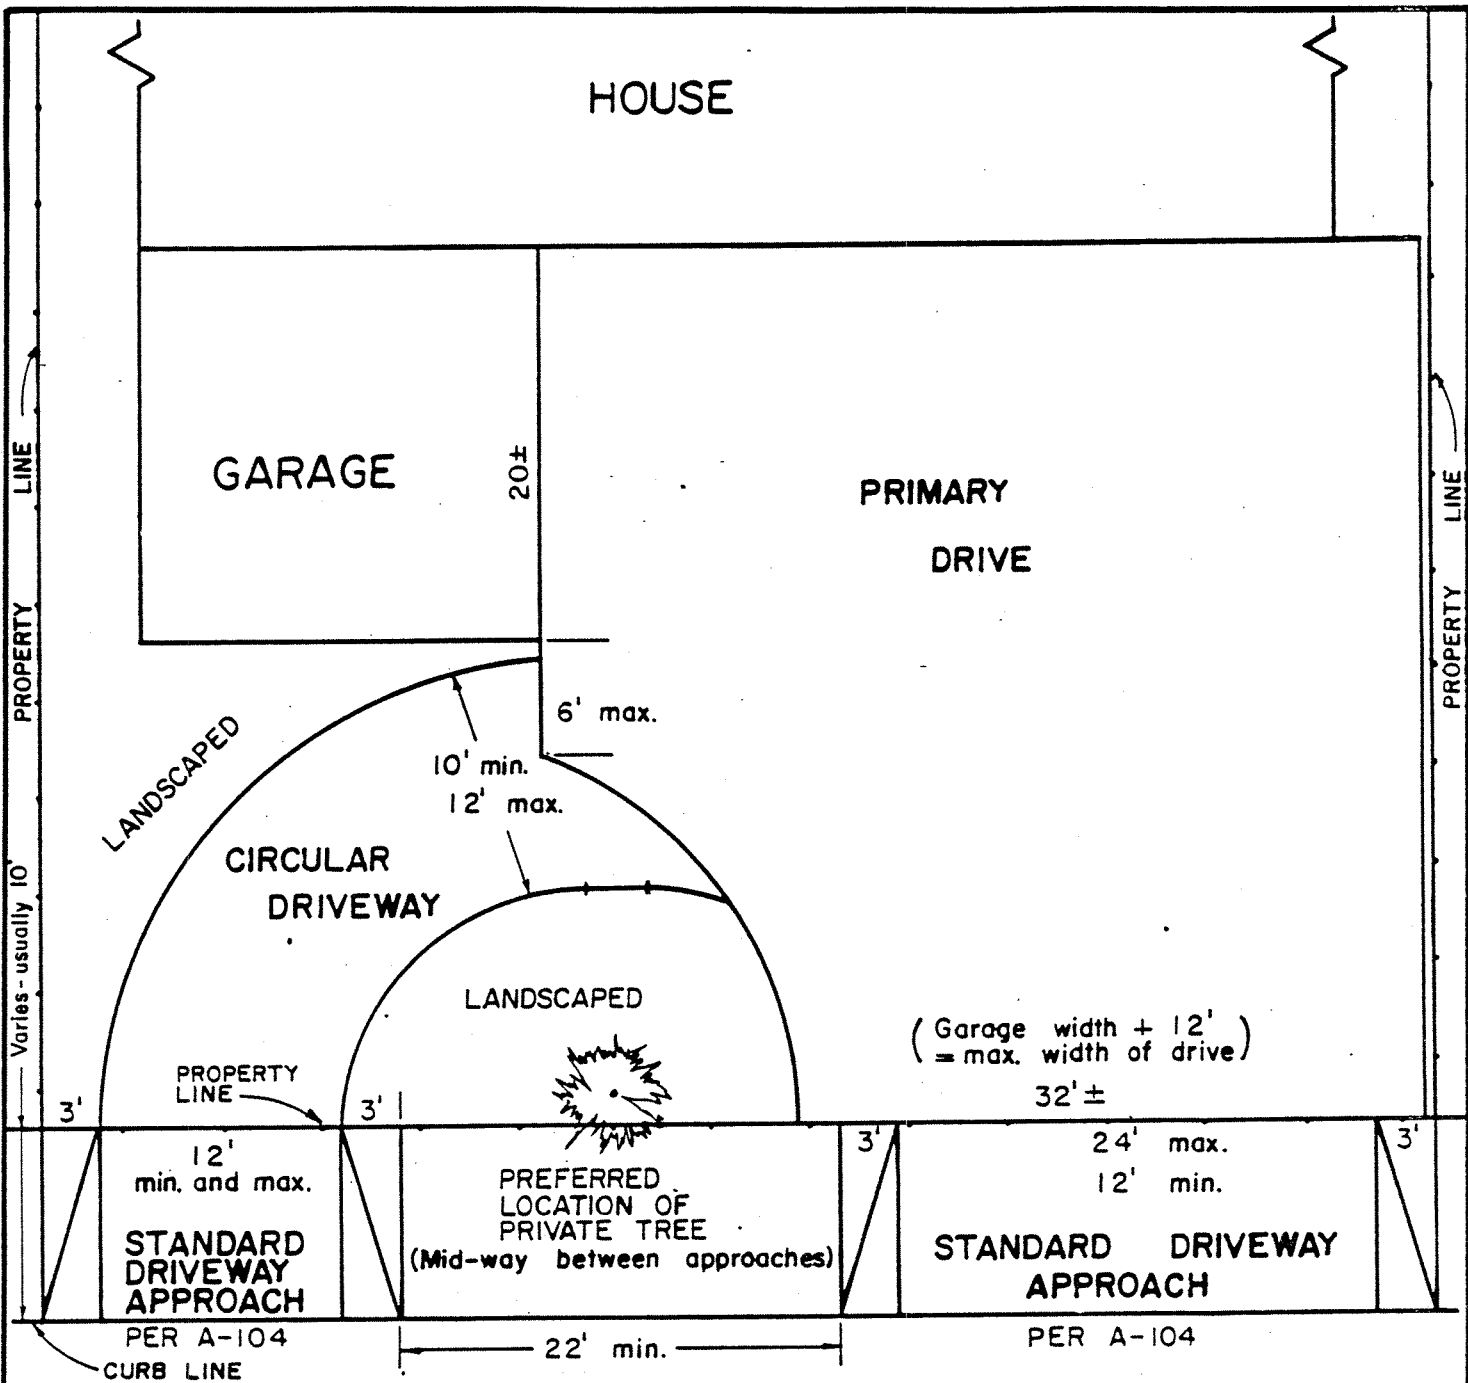 HOUSE
GARAGE
20±
PRIMARY
DRIVE
PROPERTY LINE
PROPERTY LINE
6' max.
LANDSCAPED
10' min.
12' max.
CIRCULAR
DRIVEWAY
Varies-usually 10'
LANDSCAPED
(Garage width + 12'
= max. width of drive)
32'±
PROPERTY
LINE
3'
3'
3'
3'
12'
min. and max.
24' max.
12' min.
PREFERRED
LOCATION OF
PRIVATE TREE
(Mid-way between approaches)
STANDARD
DRIVEWAY
APPROACH
STANDARD DRIVEWAY
APPROACH
PER A-104
22' min.
PER A-104
CURB LINE